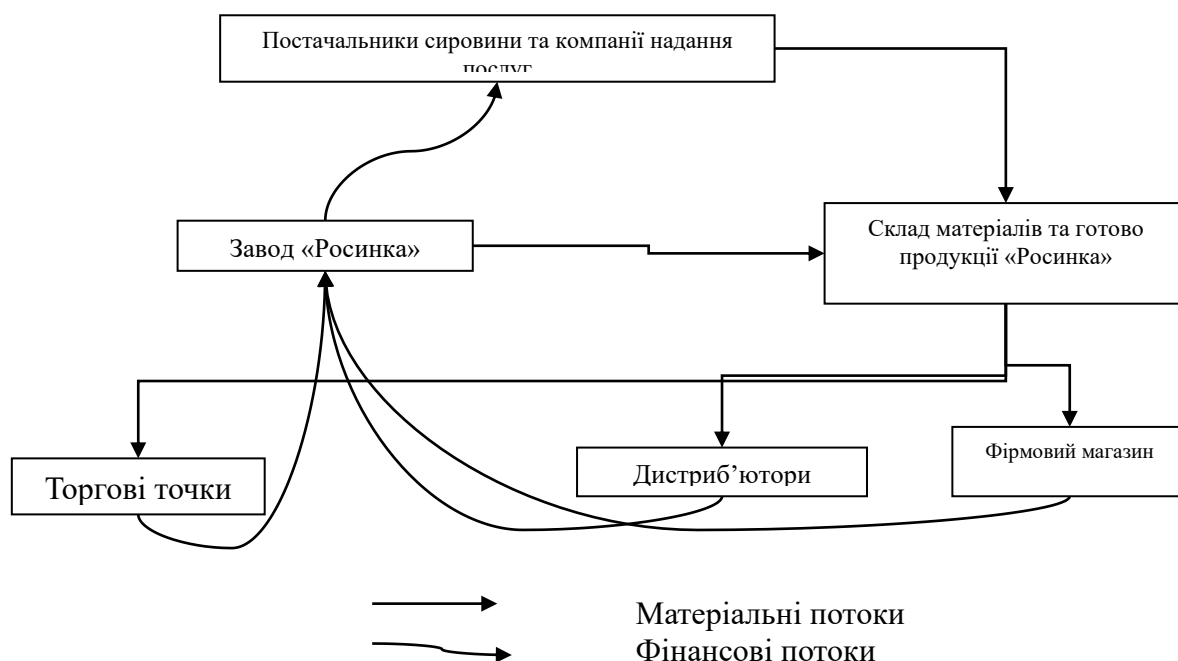 Постачальники сировини та компанії надання
послуг
Завод «Росинка»
Склад матеріалів та готово
продукції «Росинка»
Торгові точки
Дистриб’ютори
Фірмовий магазин
Матеріальні потоки
Фінансові потоки